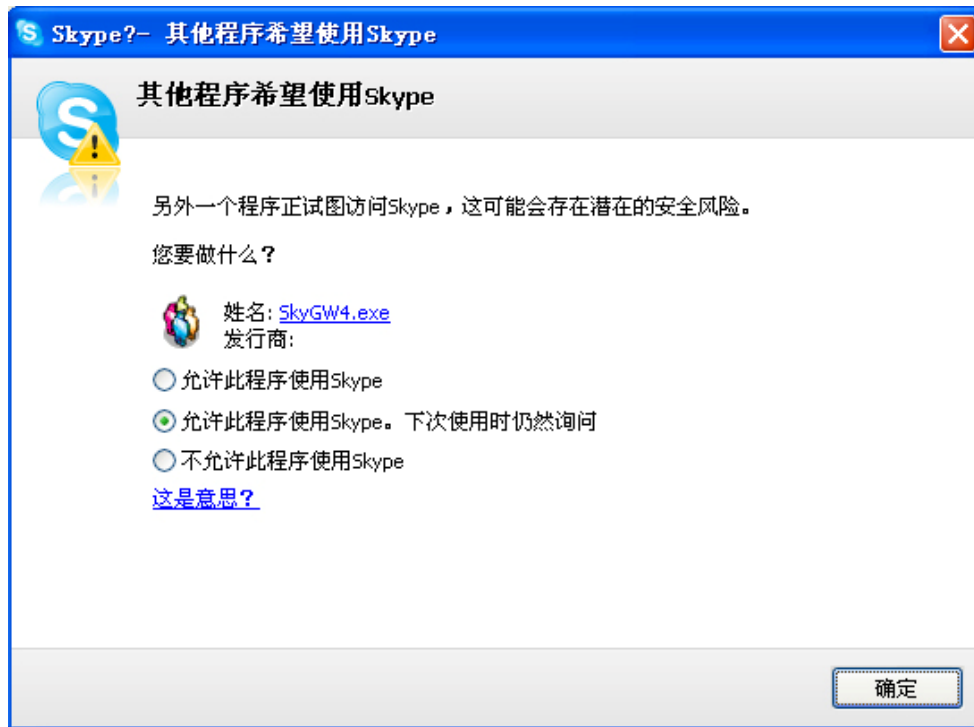 Skype?- 其他程序希望使用Skype
其他程序希望使用Skype
另外一个程序正试图访问Skype，这可能会存在潜在的安全风险。
您要做什么？
姓名: SkyGW4.exe
发行商:
允许此程序使用Skype
允许此程序使用Skype。下次使用时仍然询问
不允许此程序使用Skype
这是意思？
确定